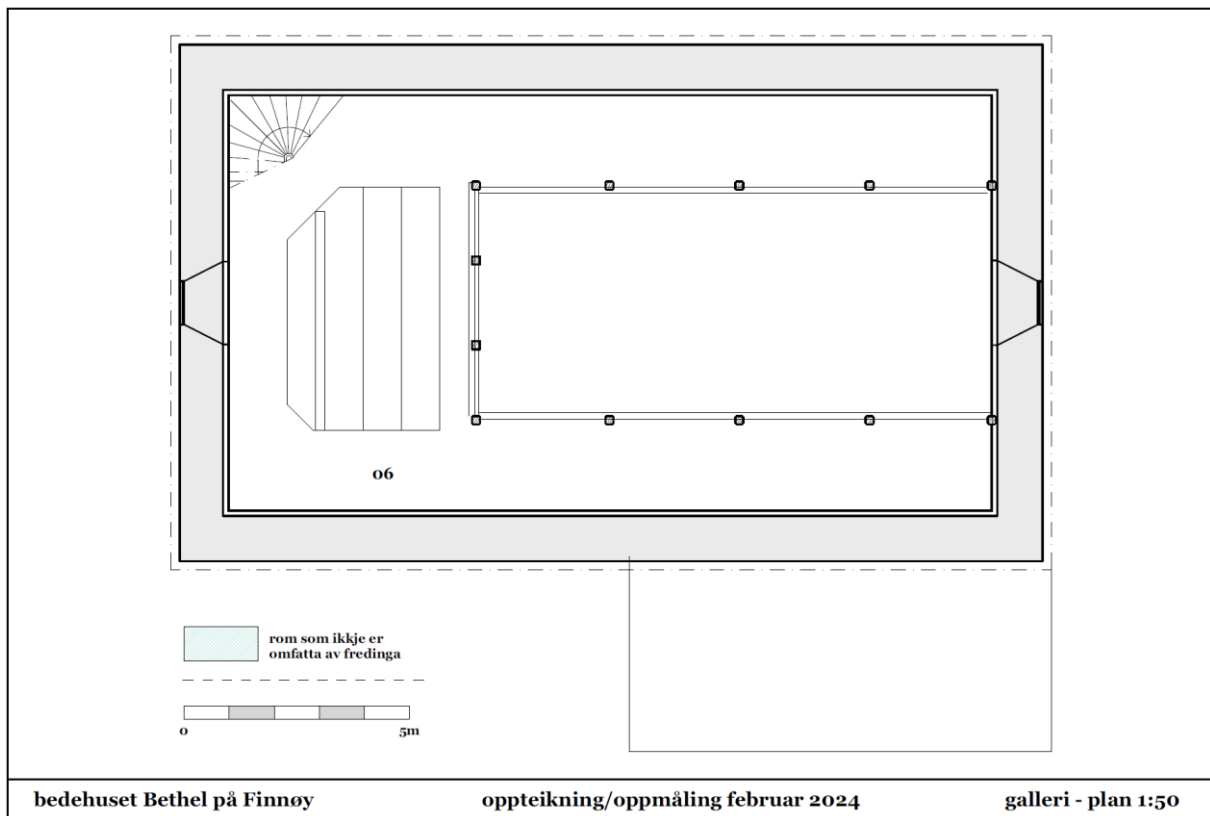 06
rom som ikkje er
omfatta av fredinga
0 5m
bedehuset Bethel på Finnøy oppteikning/oppmåling februar 2024 galleri - plan 1:50